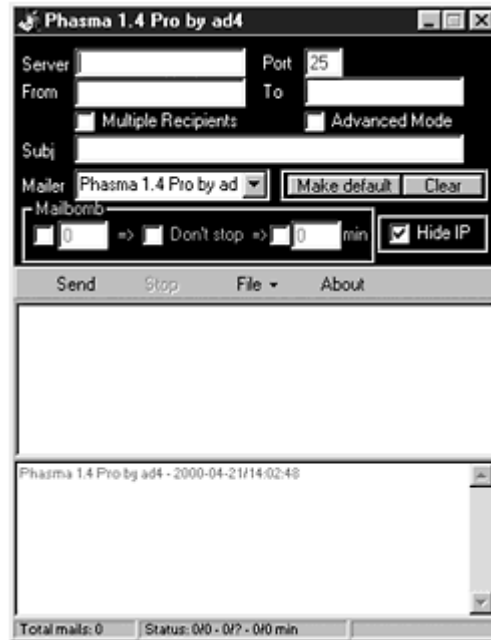 Phasma 1.4 Pro by ad4
Server Port 25
From To
Multiple Recipients Advanced Mode
Subj
Mailer Phasma 1.4 Pro by ad Make default Clear
Mailbomb
0 => Don't stop => 0 min Hide IP
Send Stop File About
Phasma 1.4 Pro by ad4 - 2000-04-21/14:02:48
Total mails: 0 Status: 0/0 - 0/? - 0/0 min